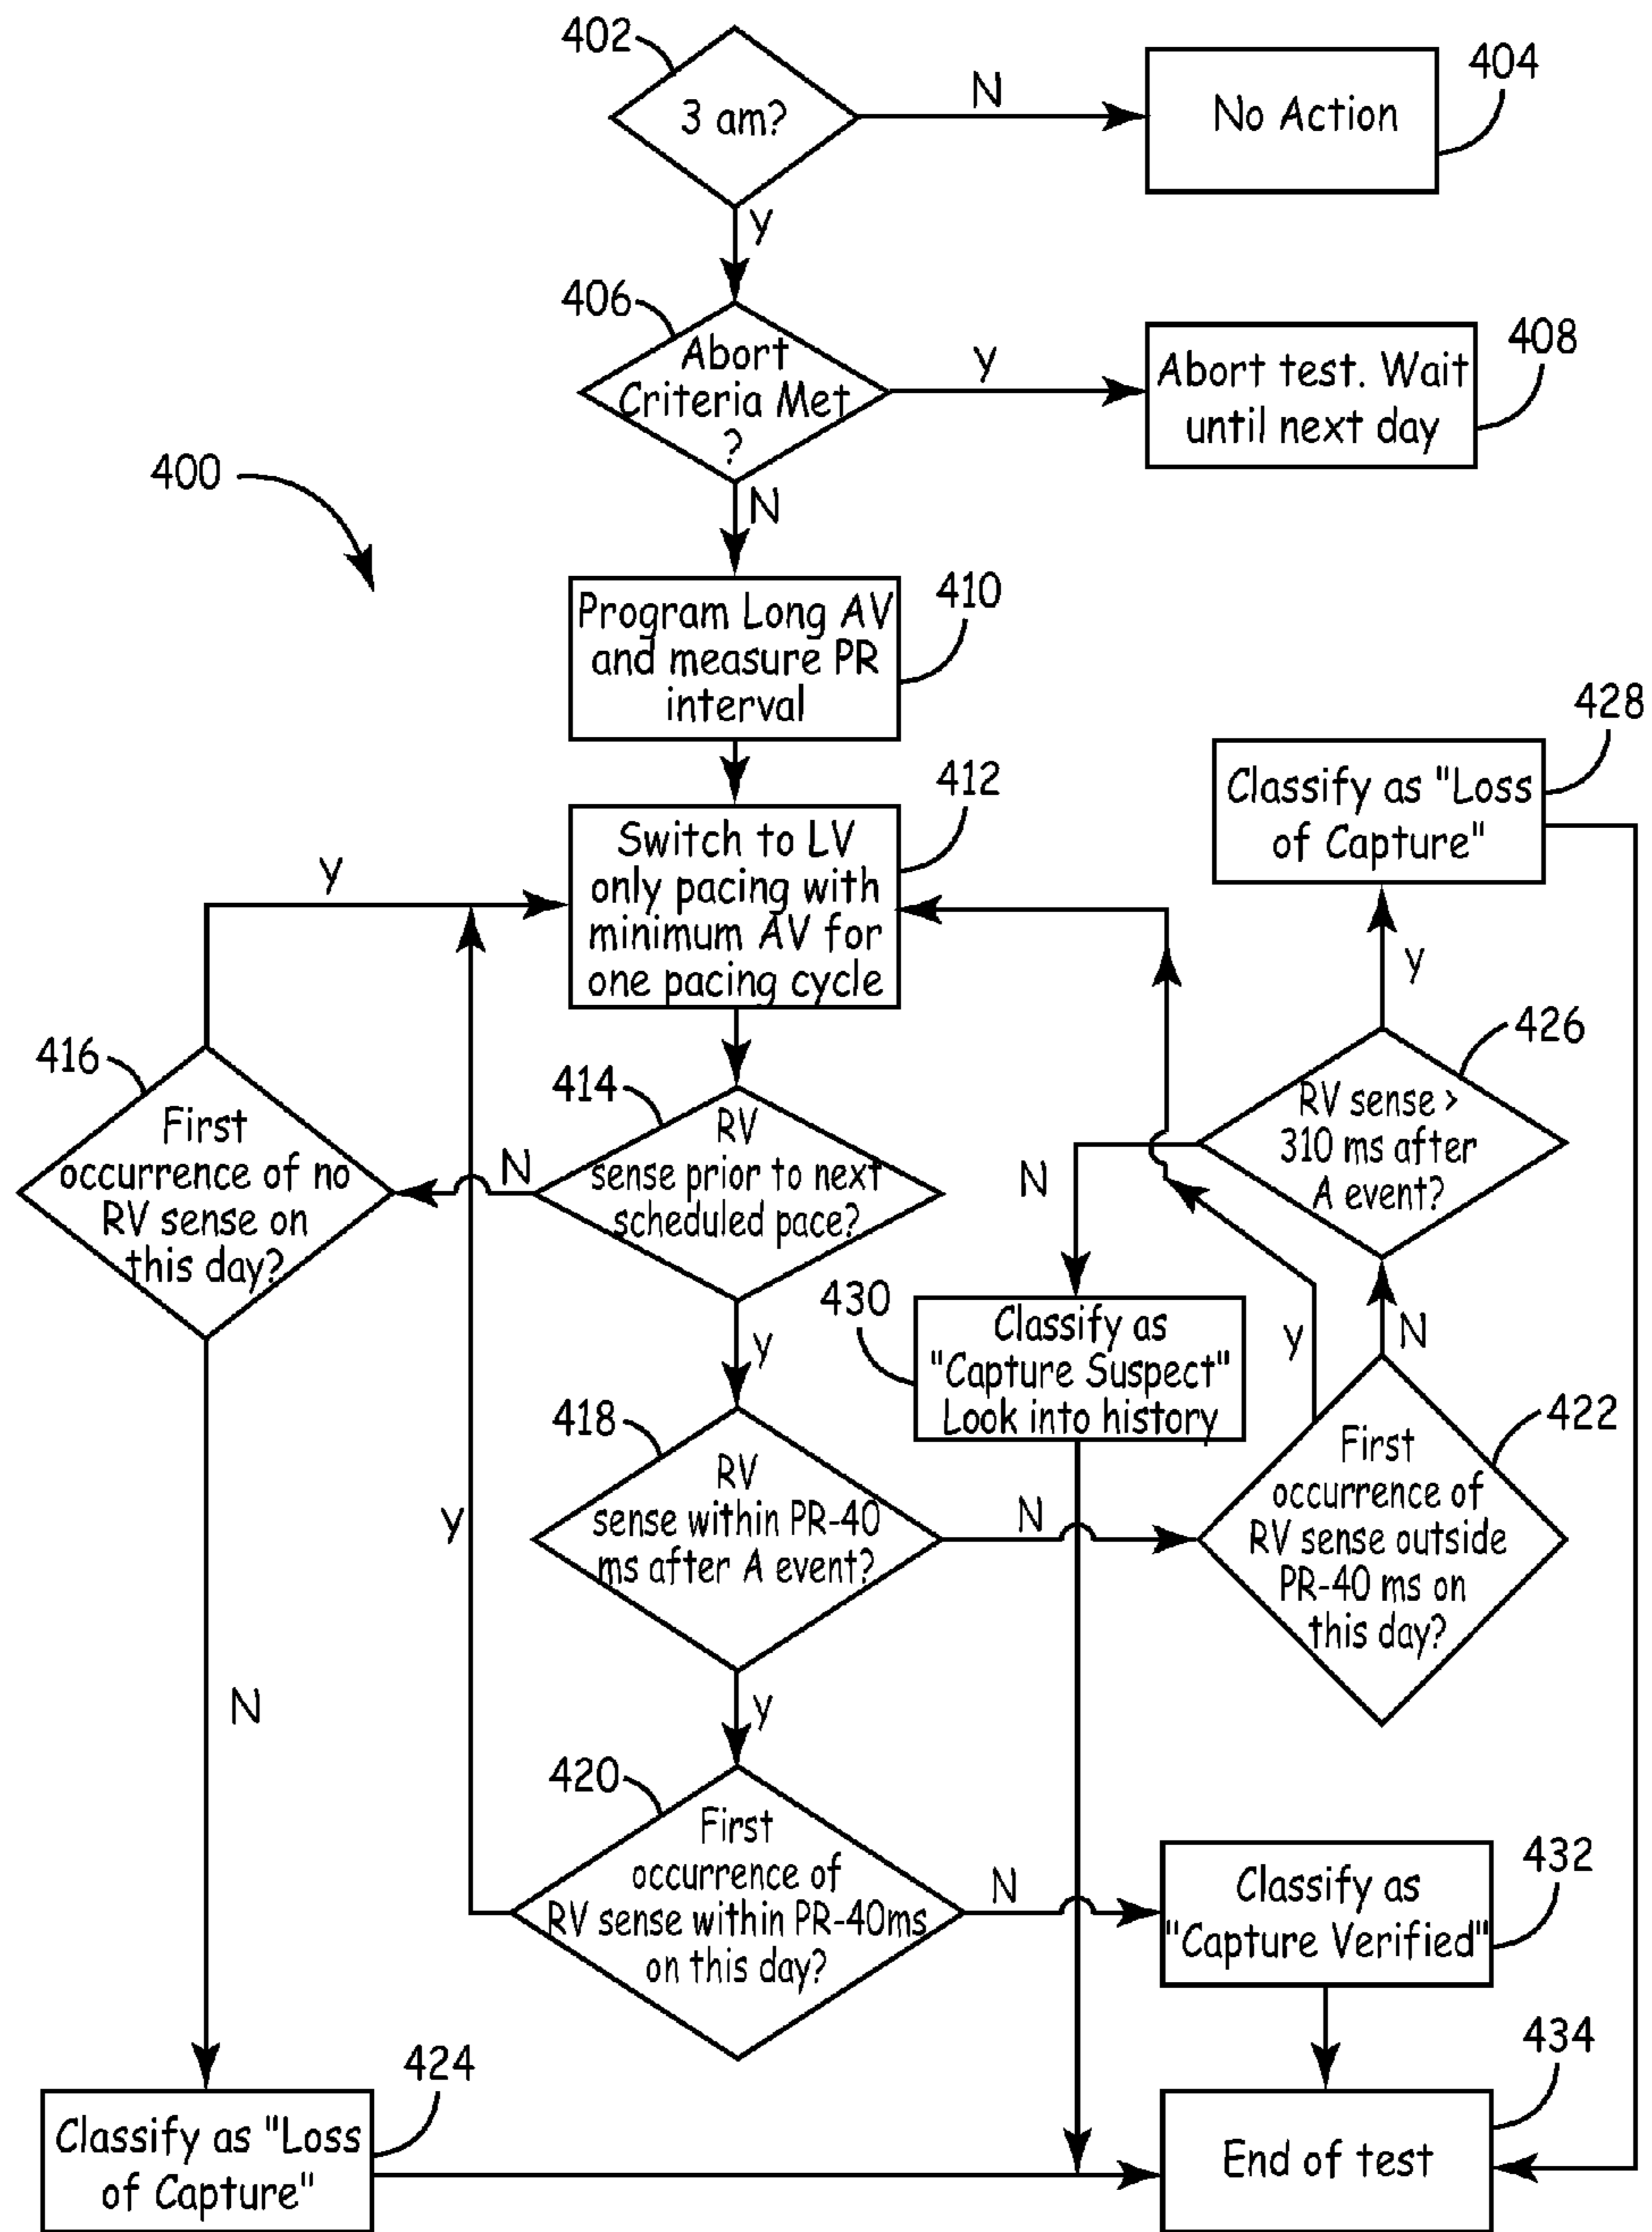 402
3 am?
N
No Action
404
y
406
Abort
Criteria Met
?
y
Abort test. Wait
until next day
408
400
N
Program Long AV
and measure PR
interval
410
428
Classify as "Loss
of Capture"
412
Switch to LV
only pacing with
minimum AV for
one pacing cycle
y
y
416
First
occurrence of no
RV sense on
this day?
414
RV
sense prior to next
scheduled pace?
N
426
RV sense >
310 ms after
A event?
N
430
Classify as
"Capture Suspect"
Look into history
y
N
y
418
RV
sense within PR-40
ms after A event?
N
422
First
occurrence of
RV sense outside
PR-40 ms on
this day?
y
N
y
420
First
occurrence of
RV sense within PR-40ms
on this day?
N
432
Classify as
"Capture Verified"
424
Classify as "Loss
of Capture"
434
End of test